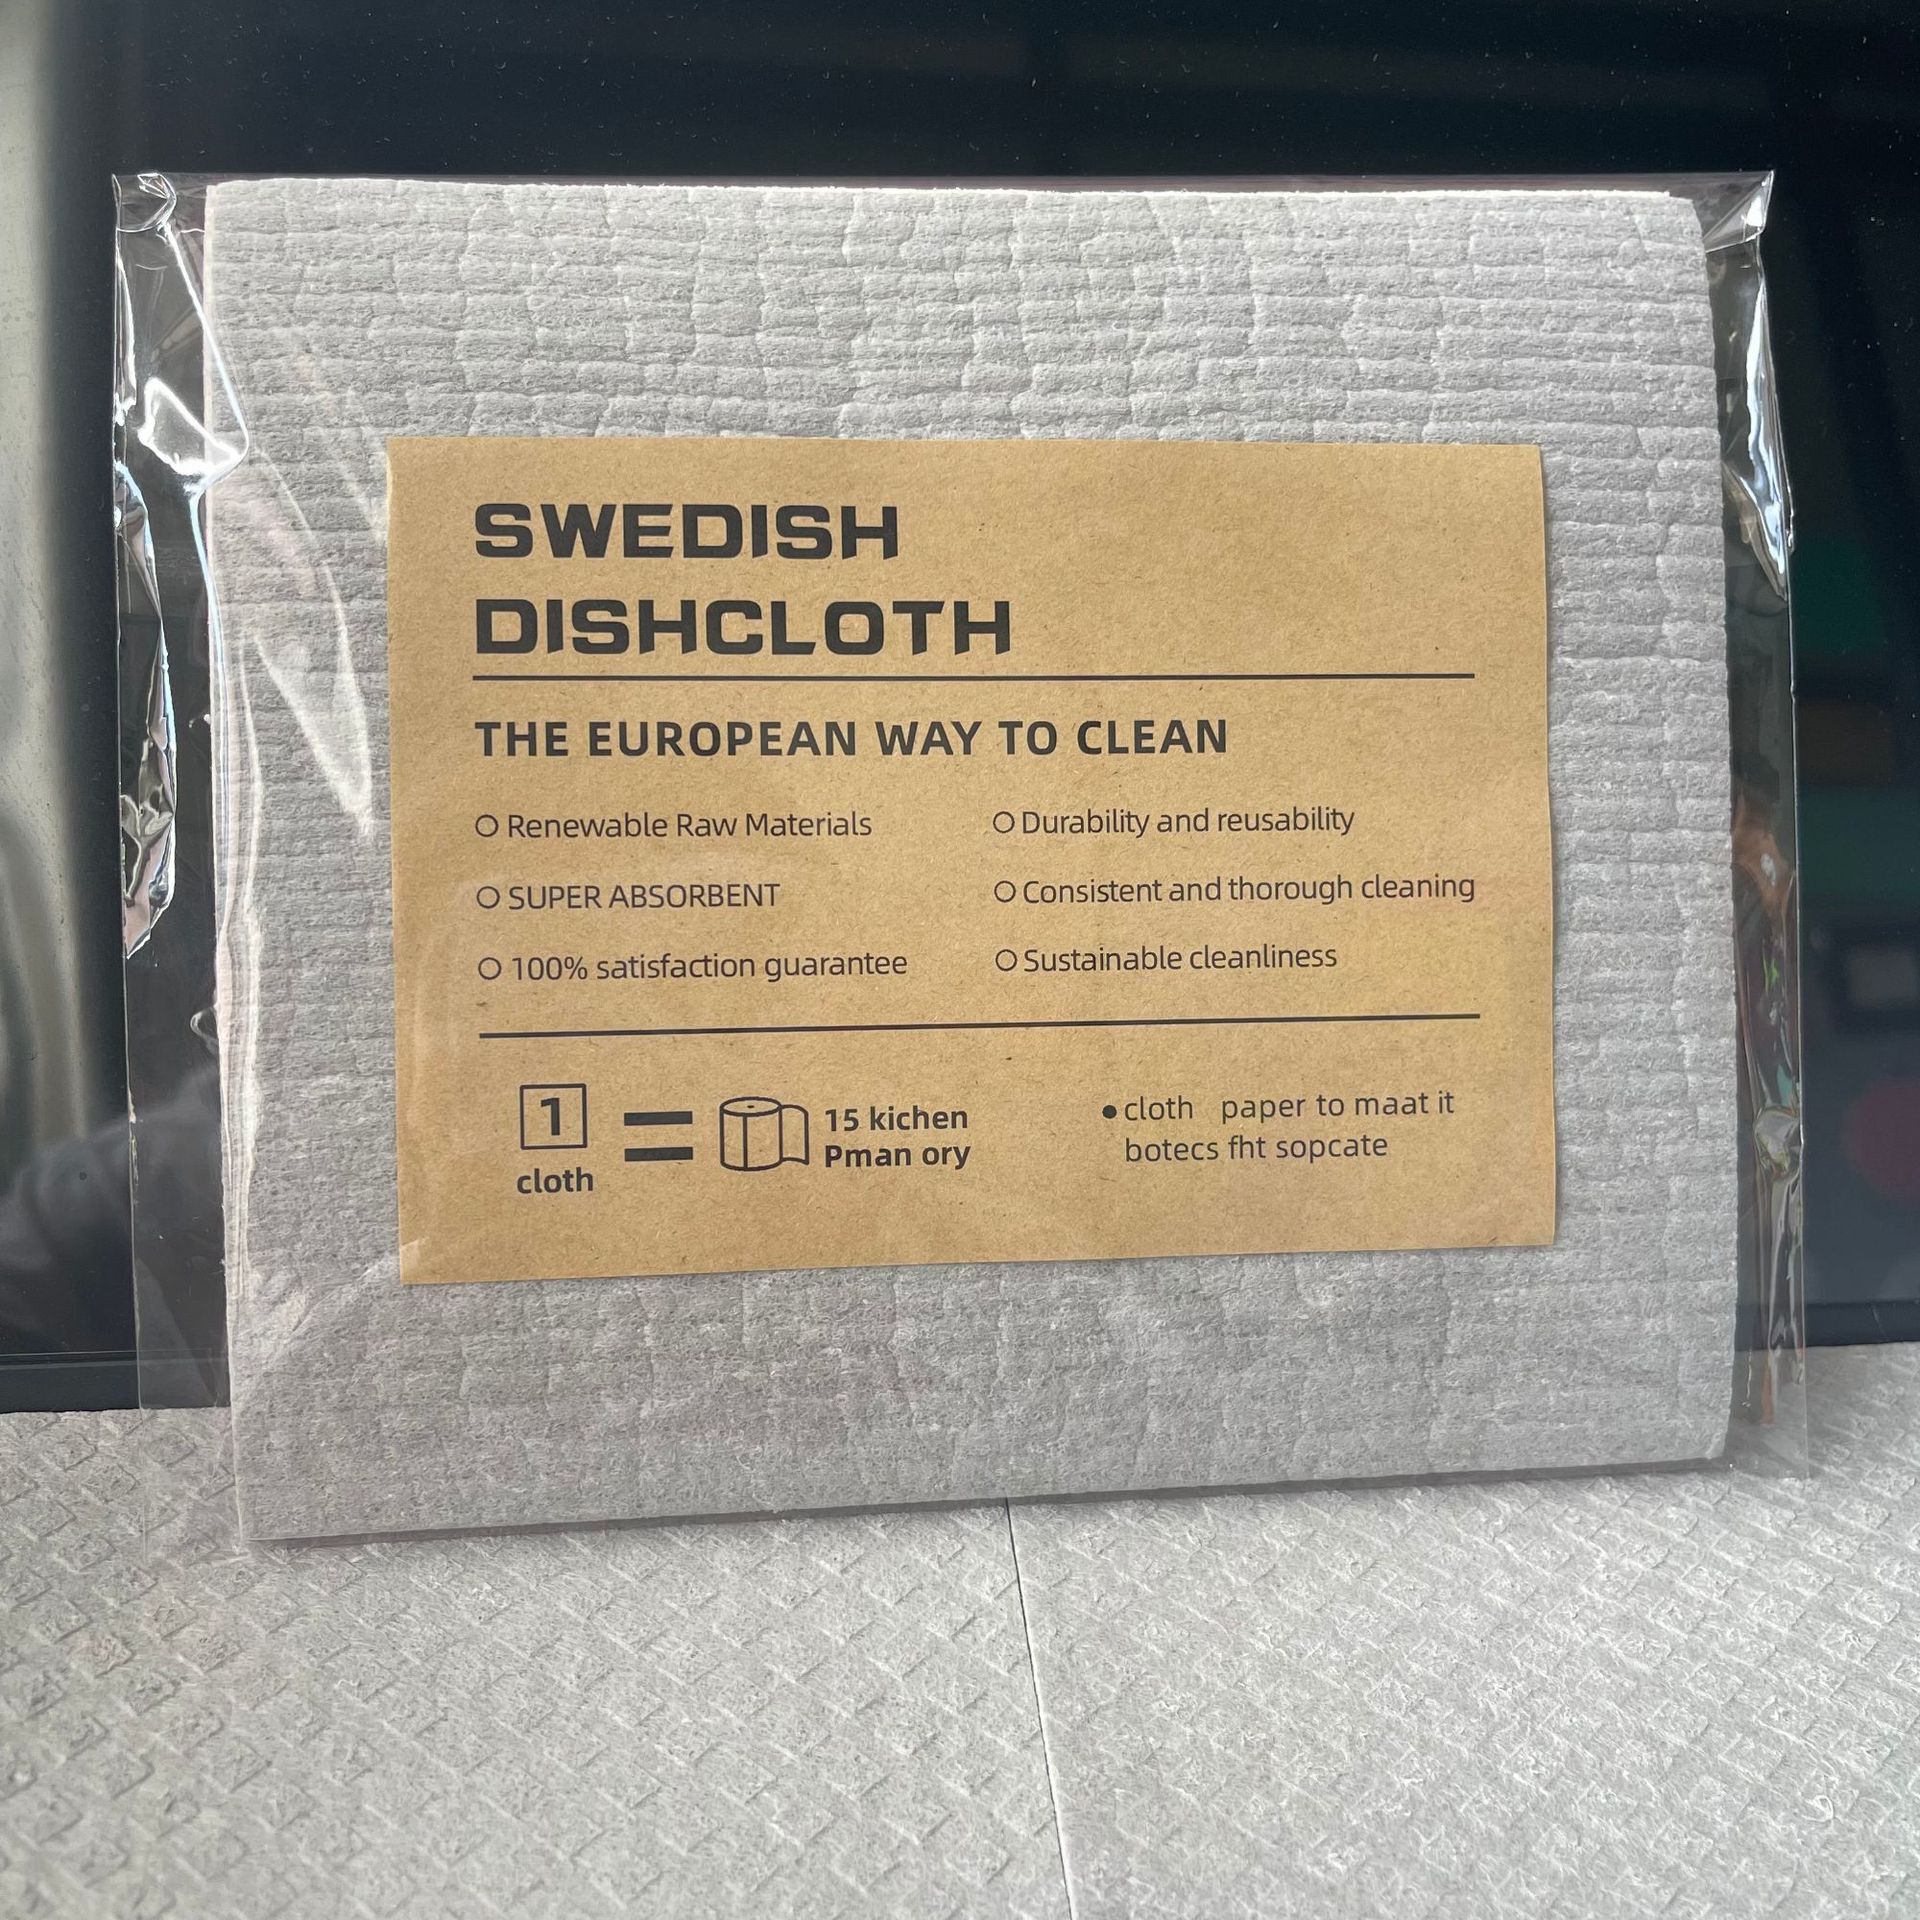 SWEDISH
DISHCLOTH
THE EUROPEAN WAY TO CLEAN
Renewable Raw Materials
SUPER ABSORBENT
100% satisfaction guarantee
Durability and reusability
Consistent and thorough cleaning
Sustainable cleanliness
1
cloth
15 kichen
Pman ory
cloth paper to maat it
botecs fht sopcate